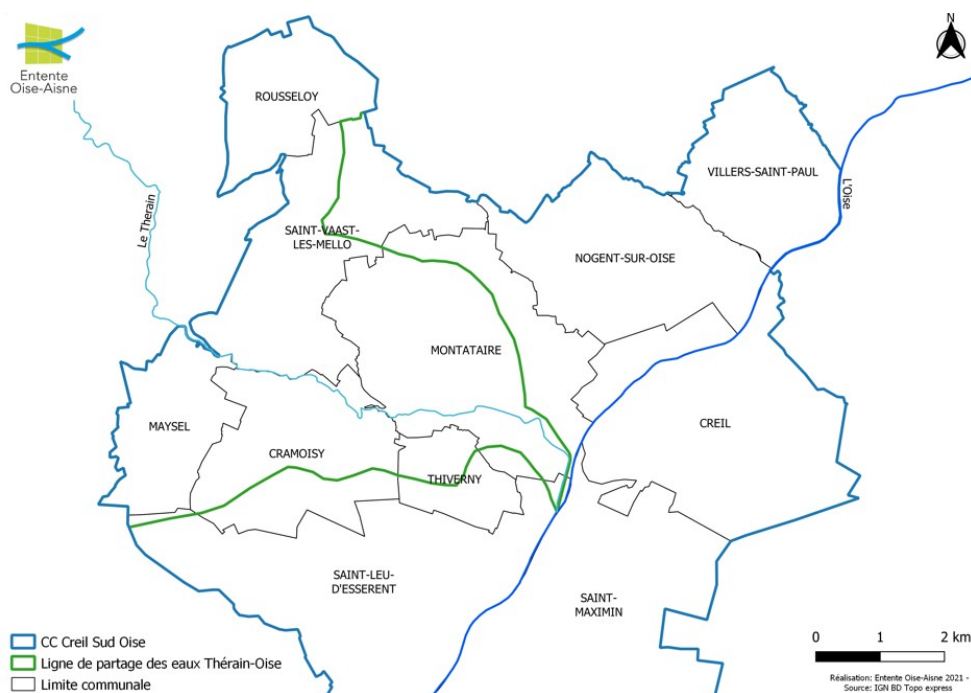 Entente
Oise-Aisne
N
ROUSSELOY
VILLERS-SAINT-PAUL
L'Oise
Le Therain
SAINT-VAAST-
LES-MELLO
NOGENT-SUR-OISE
MONTATAIRE
MAYSEL
CREIL
CRAMOISY
THIVERNY
SAINT-LEU-
D'ESSERENT
SAINT-
MAXIMIN
CC Creil Sud Oise
Ligne de partage des eaux Thérain-Oise
Limite communale
0 1 2 km
Réalisation: Entente Oise-Aisne 2021 -
Source: IGN BD Topo express